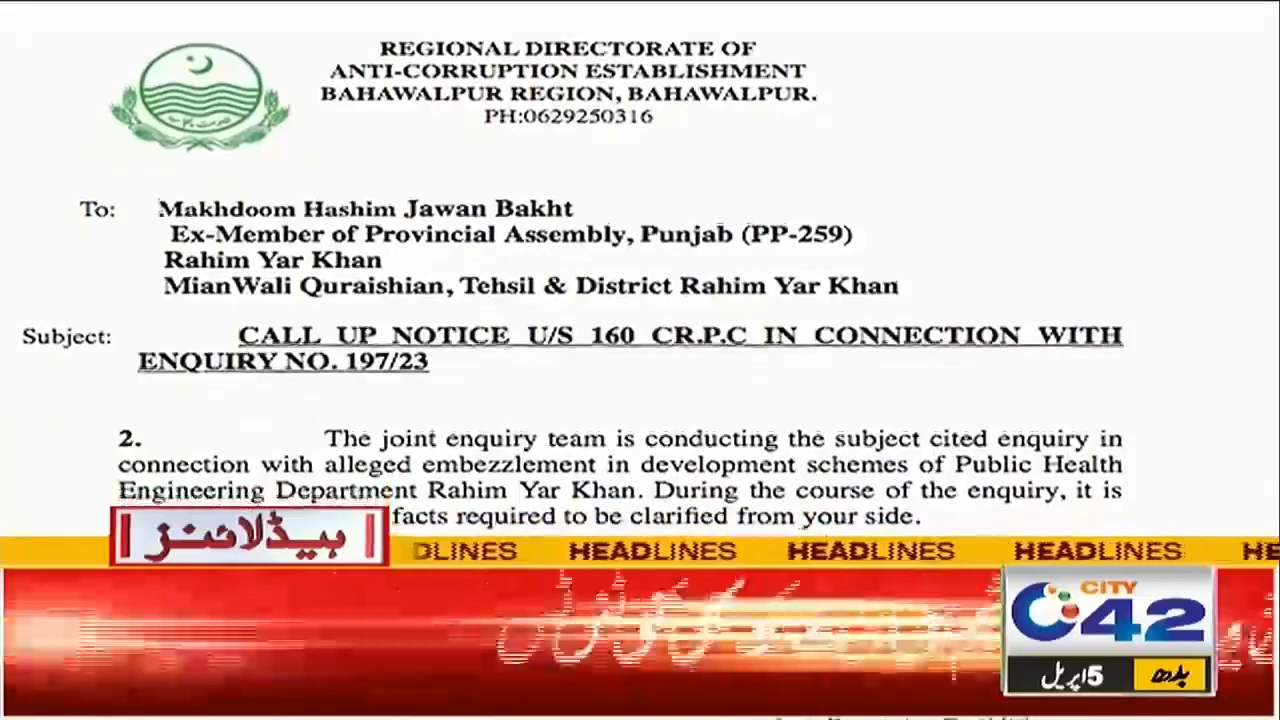 REGIONAL DIRECTORATE OF
ANTI-CORRUPTION ESTABLISHMENT
BAHAWALPUR REGION, BAHAWALPUR.
PH:0629250316
To: Makhdoom Hashim Jawan Bakht
Ex-Member of Provincial Assembly, Punjab (PP-259)
Rahim Yar Khan
MianWali Quraishian, Tehsil & District Rahim Yar Khan
Subject: CALL UP NOTICE U/S 160 CR.P.C IN CONNECTION WITH
ENQUIRY NO. 197/23
2. The joint enquiry team is conducting the subject cited enquiry in
connection with alleged embezzlement in development schemes of Public Health
Engineering Department Rahim Yar Khan. During the course of the enquiry, it is
facts required to be clarified from your side.
ہیڈلائنز
DLINES HEADLINES HEADLINES HEADLINES HE
CITY
42
بدھ 5 اپریل